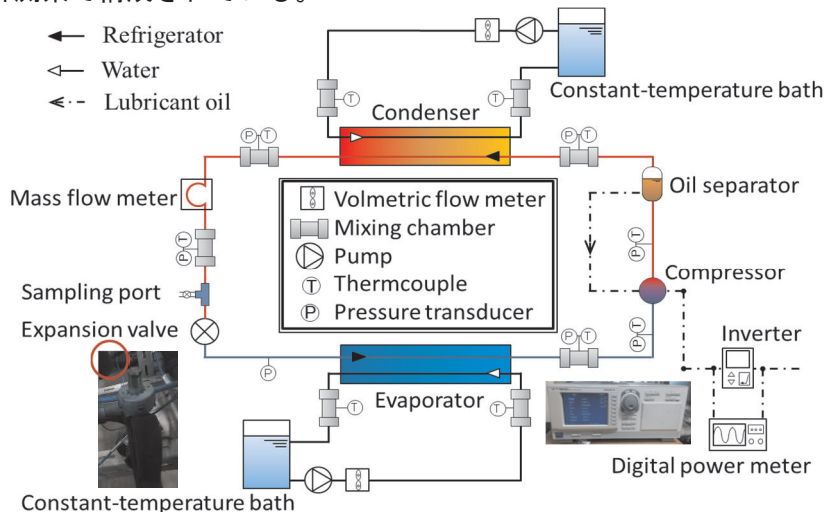 Refrigerator
Water
Lubricant oil
Constant-temperature bath
Condenser
P T
T
T
P T
Mass flow meter
Oil separator
P T
P T
Volmetric flow meter
Mixing chamber
Pump
T Thermcouple
P Pressure transducer
Sampling port
Compressor
Expansion valve
P T
Inverter
P
P T
Evaporator
T
T
Digital power meter
Constant-temperature bath